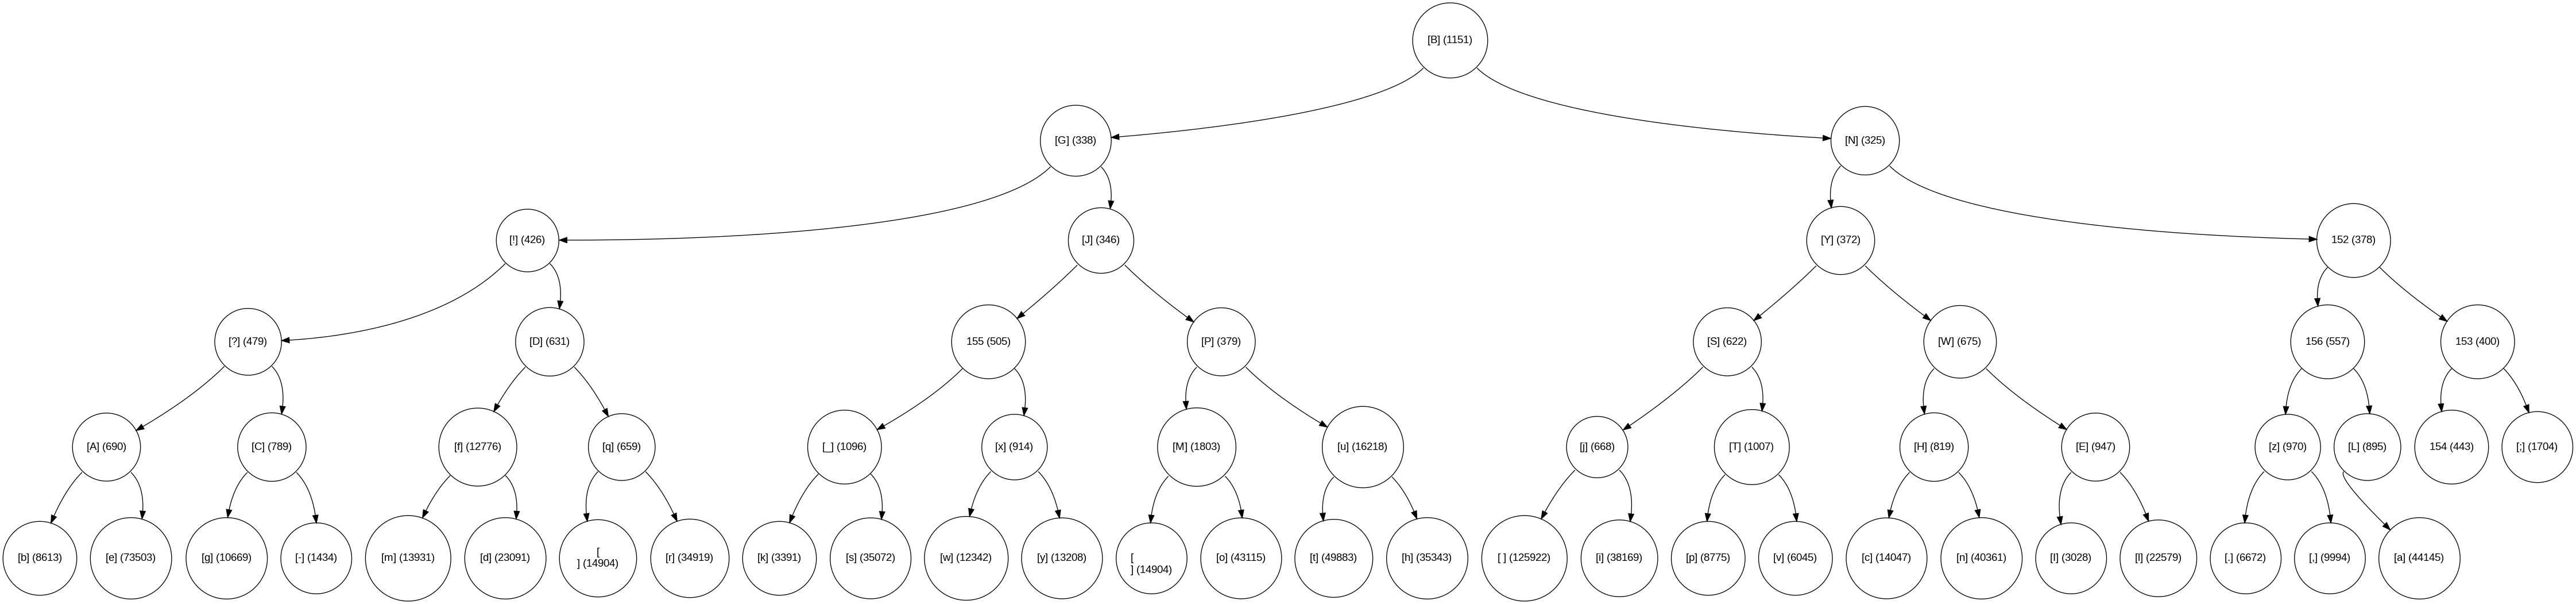 [B] (1151)
[G] (338)
[N] (325)
[!] (426)
[J] (346)
[Y] (372)
152 (378)
[?] (479)
[D] (631)
155 (505)
[P] (379)
[S] (622)
[W] (675)
156 (557)
153 (400)
[A] (690)
[C] (789)
[f] (12776)
[q] (659)
[_] (1096)
[x] (914)
[M] (1803)
[u] (16218)
[j] (668)
[T] (1007)
[H] (819)
[E] (947)
[z] (970)
[L] (895)
154 (443)
[;] (1704)
[b] (8613)
[e] (73503)
[g] (10669)
[-] (1434)
[m] (13931)
[d] (23091)
[
] (14904)
[r] (34919)
[k] (3391)
[s] (35072)
[w] (12342)
[y] (13208)
[
] (14904)
[o] (43115)
[t] (49883)
[h] (35343)
[ ] (125922)
[i] (38169)
[p] (8775)
[v] (6045)
[c] (14047)
[n] (40361)
[I] (3028)
[l] (22579)
[.] (6672)
[,] (9994)
[a] (44145)